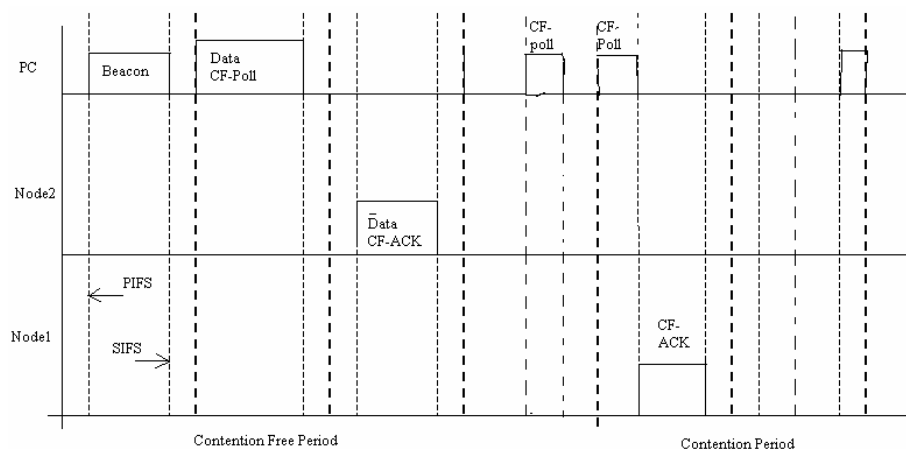 CF-
poll
CF-
Poll
PC
Beacon
Data
CF-Poll
Node2
Data
CF-ACK
PIFS
Node1
SIFS
CF-
ACK
Contention Free Period
Contention Period